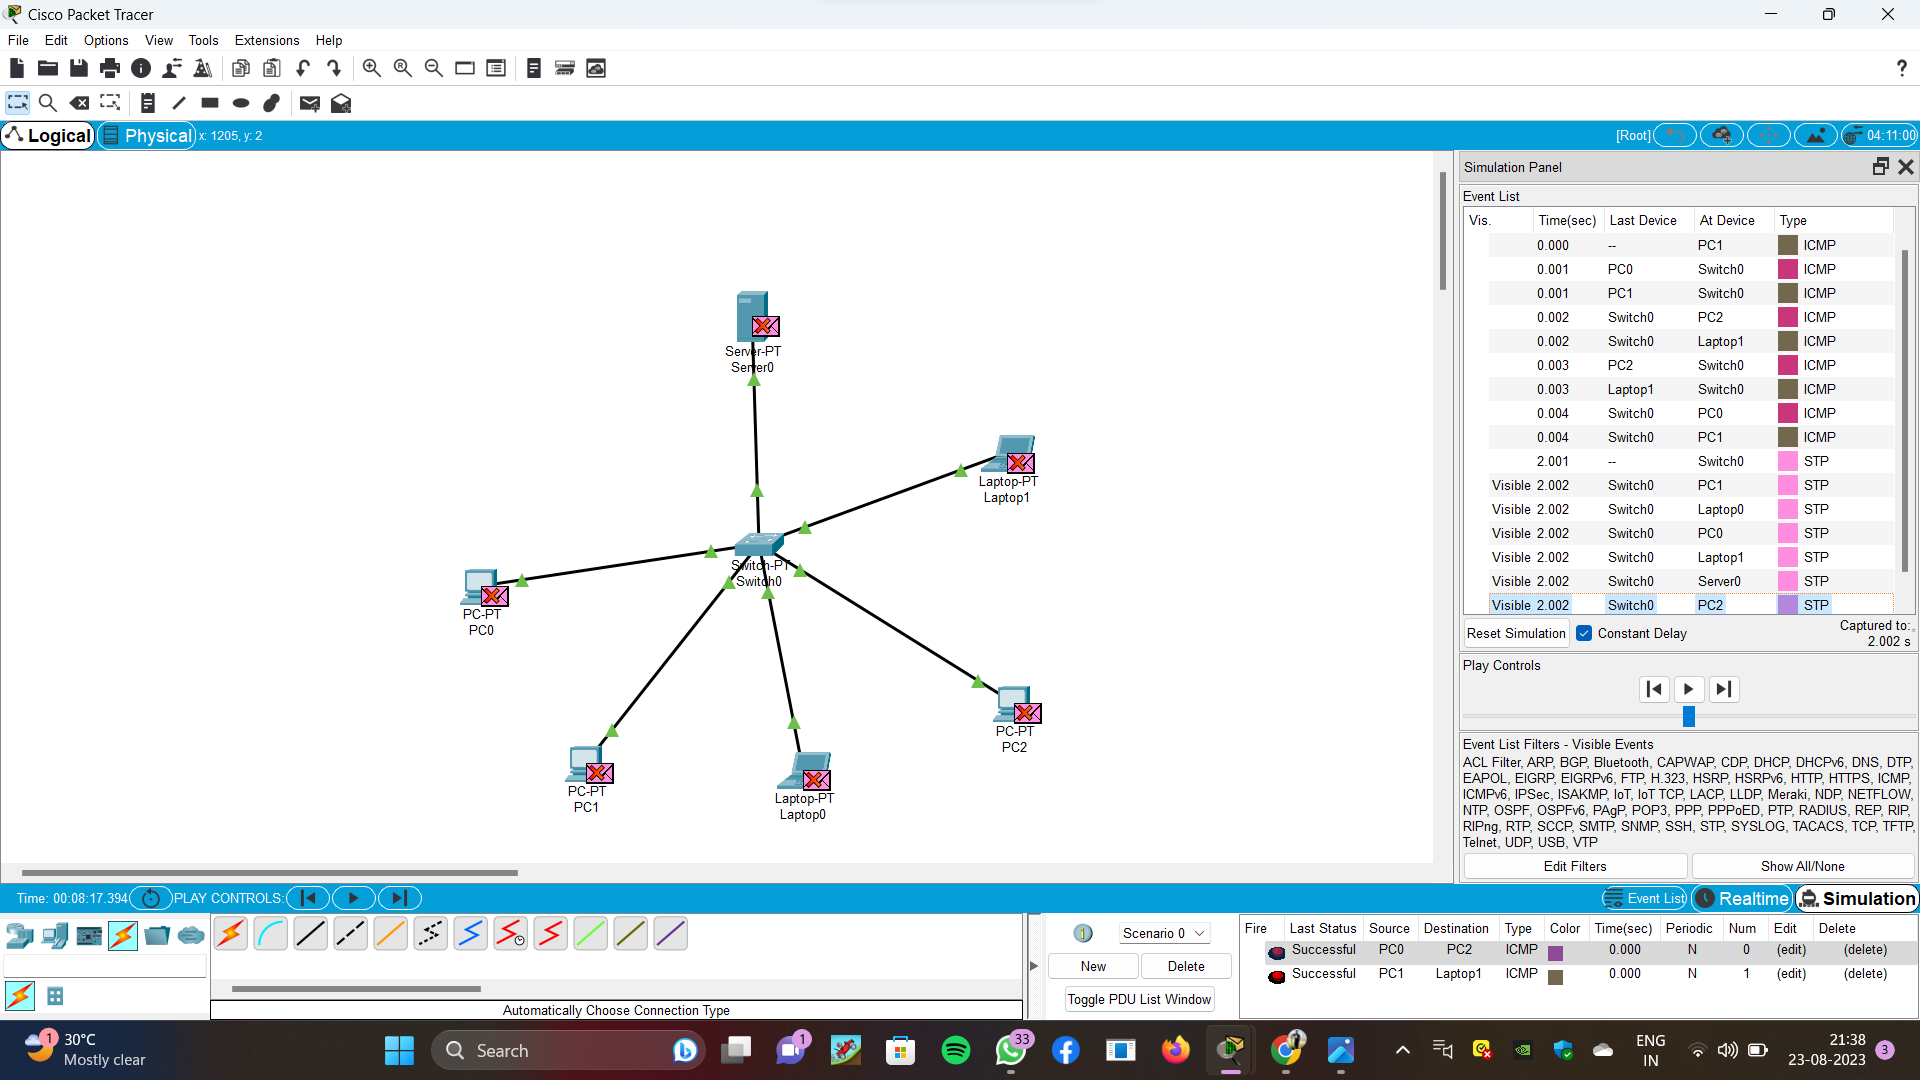 Cisco Packet Tracer
File Edit Options View Tools Extensions Help
?
Logical Physical x: 1205, y: 2
[Root] 04:11:00
Server-PT
Server0
Laptop-PT
Laptop1
Switch-PT
Switch0
PC-PT
PC0
PC-PT
PC2
PC-PT
PC1
Laptop-PT
Laptop0
Simulation Panel
Event List
Vis. Time(sec) Last Device At Device Type
0.000 -- PC1 ICMP
0.001 PC0 Switch0 ICMP
0.001 PC1 Switch0 ICMP
0.002 Switch0 PC2 ICMP
0.002 Switch0 Laptop1 ICMP
0.003 PC2 Switch0 ICMP
0.003 Laptop1 Switch0 ICMP
0.004 Switch0 PC0 ICMP
0.004 Switch0 PC1 ICMP
2.001 -- Switch0 STP
Visible 2.002 Switch0 PC1 STP
Visible 2.002 Switch0 Laptop0 STP
Visible 2.002 Switch0 PC0 STP
Visible 2.002 Switch0 Laptop1 STP
Visible 2.002 Switch0 Server0 STP
Visible 2.002 Switch0 PC2 STP
Reset Simulation Constant Delay Captured to:
2.002 s
Play Controls
Event List Filters - Visible Events
ACL Filter, ARP, BGP, Bluetooth, CAPWAP, CDP, DHCP, DHCPv6, DNS, DTP,
EAPOL, EIGRP, EIGRPv6, FTP, H.323, HSRP, HSRPv6, HTTP, HTTPS, ICMP,
ICMPv6, IPSec, ISAKMP, IoT, IoT TCP, LACP, LLDP, Meraki, NDP, NETFLOW,
NTP, OSPF, OSPFv6, PAgP, POP3, PPP, PPPoED, PTP, RADIUS, REP, RIP,
RIPng, RTP, SCCP, SMTP, SNMP, SSH, STP, SYSLOG, TACACS, TCP, TFTP,
Telnet, UDP, USB, VTP
Edit Filters Show All/None
Time: 00:08:17.394 PLAY CONTROLS:
Event List Realtime Simulation
Automatically Choose Connection Type
Scenario 0
New Delete
Toggle PDU List Window
Fire Last Status Source Destination Type Color Time(sec) Periodic Num Edit Delete
Successful PC0 PC2 ICMP 0.000 N 0 (edit) (delete)
Successful PC1 Laptop1 ICMP 0.000 N 1 (edit) (delete)
1
30°C
Mostly clear
Search
1
33
ENG
IN
21:38
23-08-2023
3